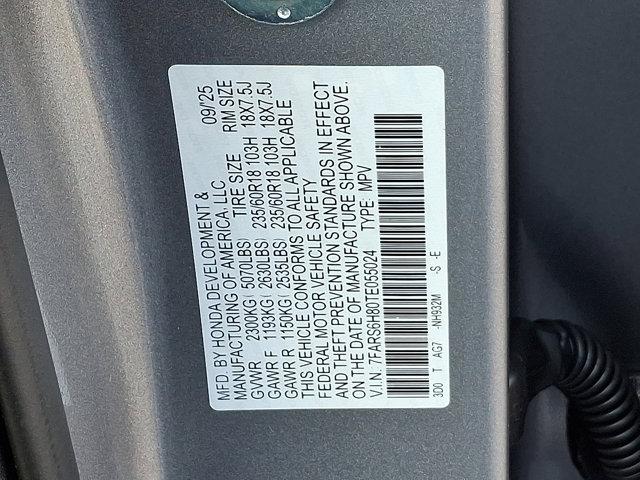 MFD. BY HONDA DEVELOPMENT & 09/'25
MANUFACTURING OF AMERICA, LLC TIRE SIZE RIM SIZE
GVWR 2300KG ( 5070LBS) 235/60R18 103H 18X7.5J
GAWR F 1193KG ( 2630LBS) 235/60R18 103H 18X7.5J
GAWR R 1150KG ( 2535LBS)
THIS VEHICLE CONFORMS TO ALL APPLICABLE
FEDERAL MOTOR VEHICLE SAFETY
AND THEFT PREVENTION STANDARDS IN EFFECT
ON THE DATE OF MANUFACTURE SHOWN ABOVE.
V.I.N. 7FARS6H80TE055024 TYPE: MPV
3D0 T AG7 -NH932M -S -E